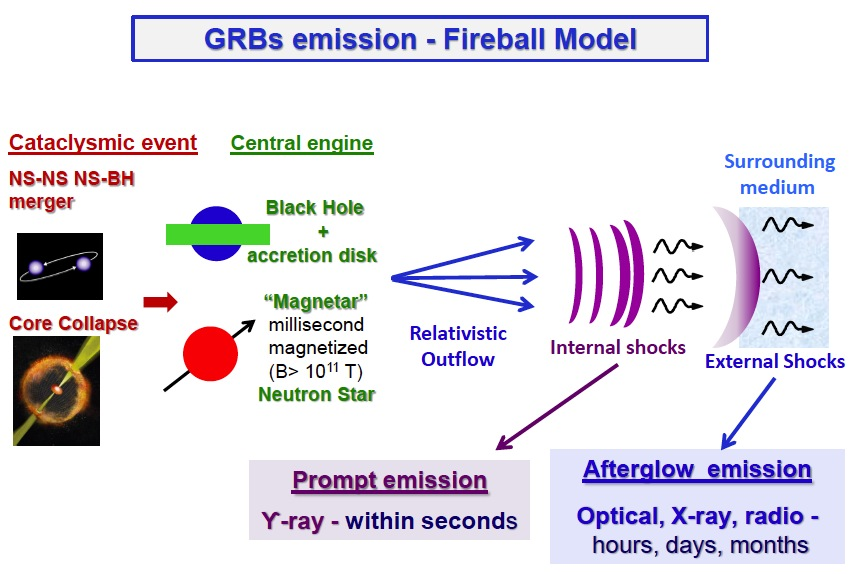 GRBs emission - Fireball Model
Cataclysmic event
NS-NS NS-BH
merger
Core Collapse
Central engine
Black Hole
+
accretion disk
“Magnetar”
millisecond
magnetized
(B> 10¹¹ T)
Neutron Star
Relativistic
Outflow
Internal shocks
Surrounding
medium
External Shocks
Prompt emission
ϒ-ray - within seconds
Afterglow emission
Optical, X-ray, radio -
hours, days, months